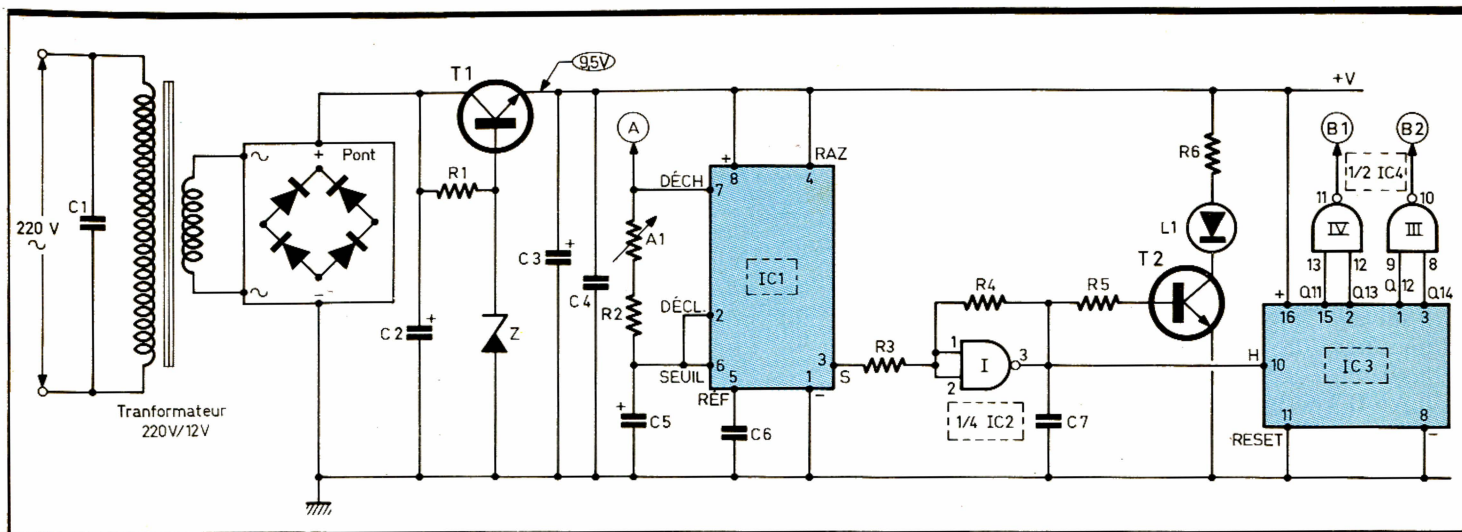 220 V
~
C1
Tranformateur
220V/12V
~
~
+
Pont
–
T1
9,5V
R1
C2
+
Z
C3
+
C4
A
DÉCH
7
A1
R2
DÉCL.
2
6
SEUIL
+
C5
+
8
RAZ
4
IC1
5
RÉF
C6
3
S
1
–
R3
R4
1
2
I
3
1/4 IC2
C7
R5
T2
L1
R6
+V
B1
B2
1/2 IC4
11
10
IV
III
13
12
9
8
Q11
Q13
Q12
Q14
+
16
15
2
1
3
H
10
IC3
11
RESET
8
–